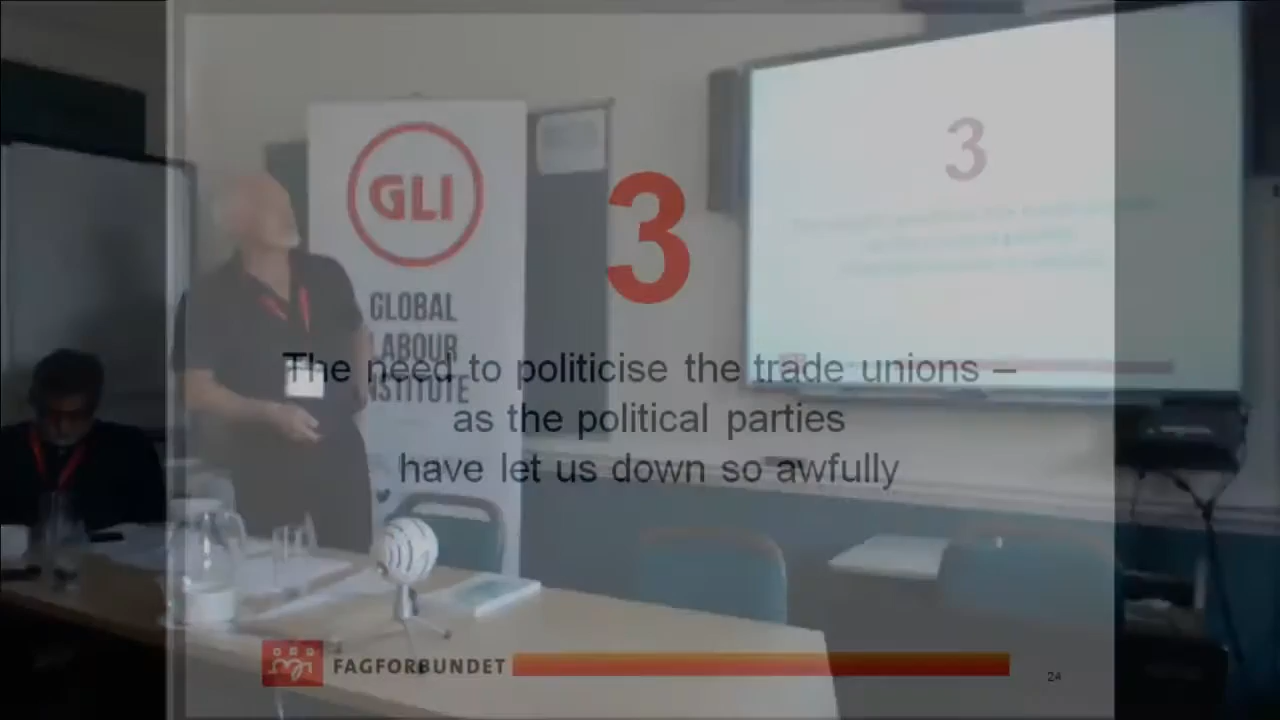 GLI
GLOBAL
LABOUR
INSTITUTE
3
3
The need to politicise the trade unions –
as the political parties
have let us down so awfully
FAGFORBUNDET
24